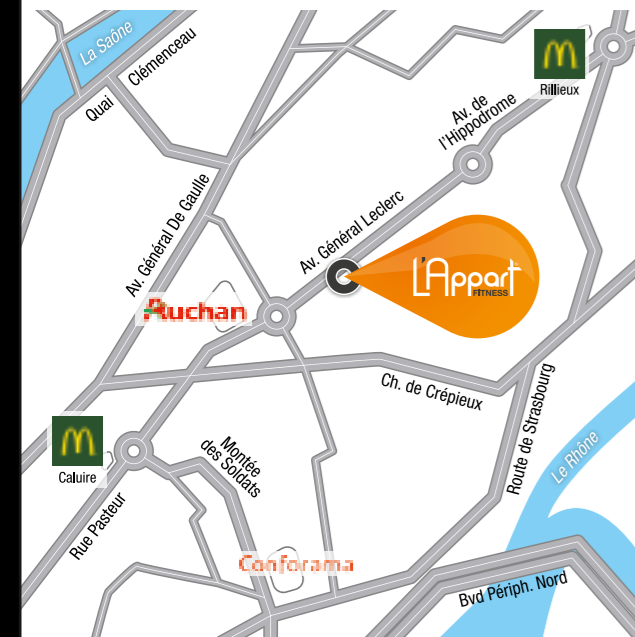 La Saône
Quai
Clémenceau
M
Rillieux
Av. de
l'Hippodrome
Av. Général De Gaulle
Av. Général Leclerc
L'Appart
FITNESS
Auchan
Ch. de Crépieux
Route de Strasbourg
M
Caluire
Montée
des Soldats
Le Rhône
Rue Pasteur
Conforama
Bvd Périph. Nord